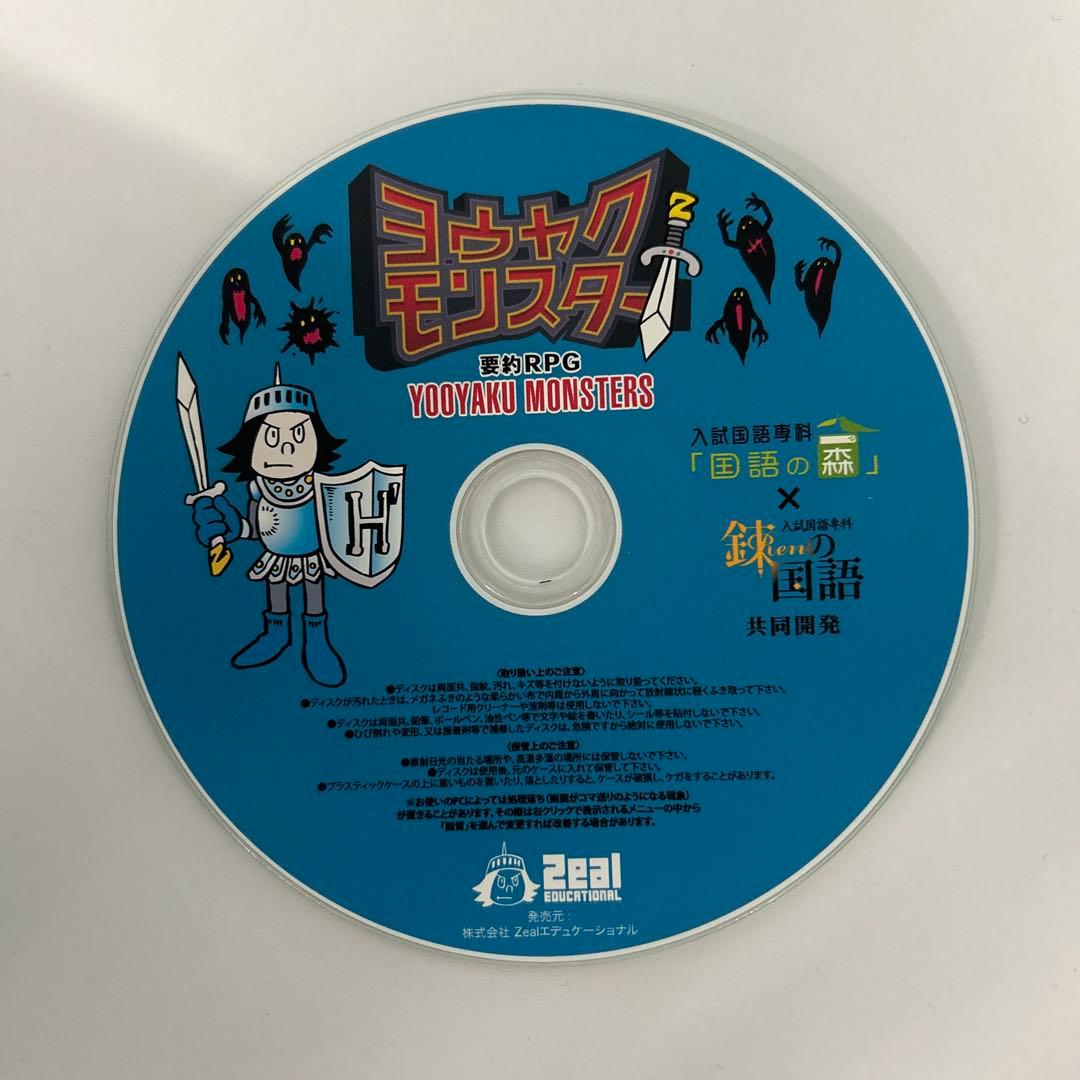 ヨウヤク
モンスター
Z
要約RPG
YOOYAKU MONSTERS
入試国語専科
「国語の森」
×
入試国語専科
錬Renの
国語
共同開発
H
Z
〈取り扱い上のご注意〉
●ディスクは両面共、指紋、汚れ、キズ等を付けないように取り扱ってください。
●ディスクが汚れたときは、メガネふきのような柔らかい布で内周から外周に向かって放射線状に軽くふき取って下さい。
レコード用クリーナーや溶剤等は使用しないで下さい。
●ディスクは両面共、鉛筆、ボールペン、油性ペン等で文字や絵を書いたり、シール等を貼付しないで下さい。
●ひび割れや変形、又は接着剤等で補修したディスクは、危険ですから絶対に使用しないで下さい。
〈保管上のご注意〉
●直射日光の当たる場所や、高温多湿の場所には保管しないで下さい。
●ディスクは使用後、元のケースに入れて保管して下さい。
●プラスティックケースの上に重いものを置いたり、落としたりすると、ケースが破損し、ケガをすることがあります。
※お使いのPCによっては処理落ち(画面がコマ送りのようになる現象)
が置きることがあります。その際は右クリックで表示されるメニューの中から
「画質」を選んで変更すれば改善する場合があります。
Zeal
EDUCATIONAL
発売元:
株式会社 Zealエデュケーショナル